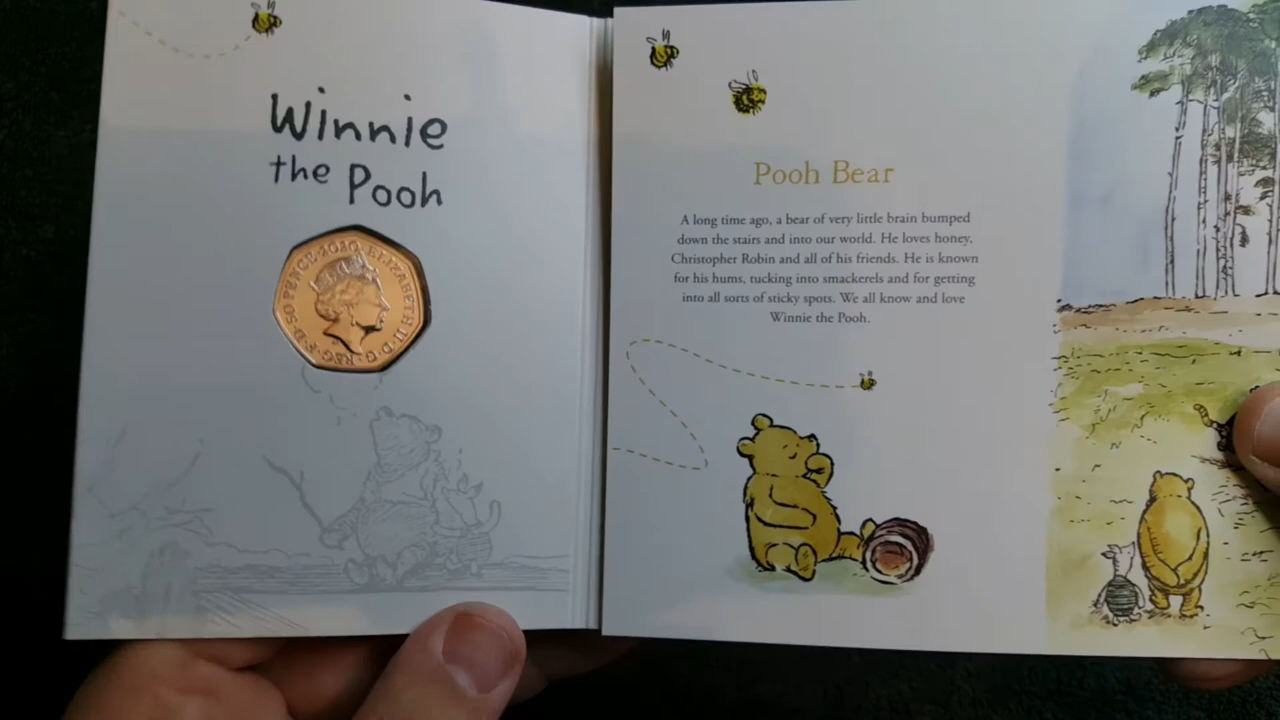 Winnie
the Pooh
ELIZABETH II·D·G·REG·F·D·50 PENCE·2020·
Pooh Bear
A long time ago, a bear of very little brain bumped
down the stairs and into our world. He loves honey,
Christopher Robin and all of his friends. He is known
for his hums, tucking into smackerels and for getting
into all sorts of sticky spots. We all know and love
Winnie the Pooh.